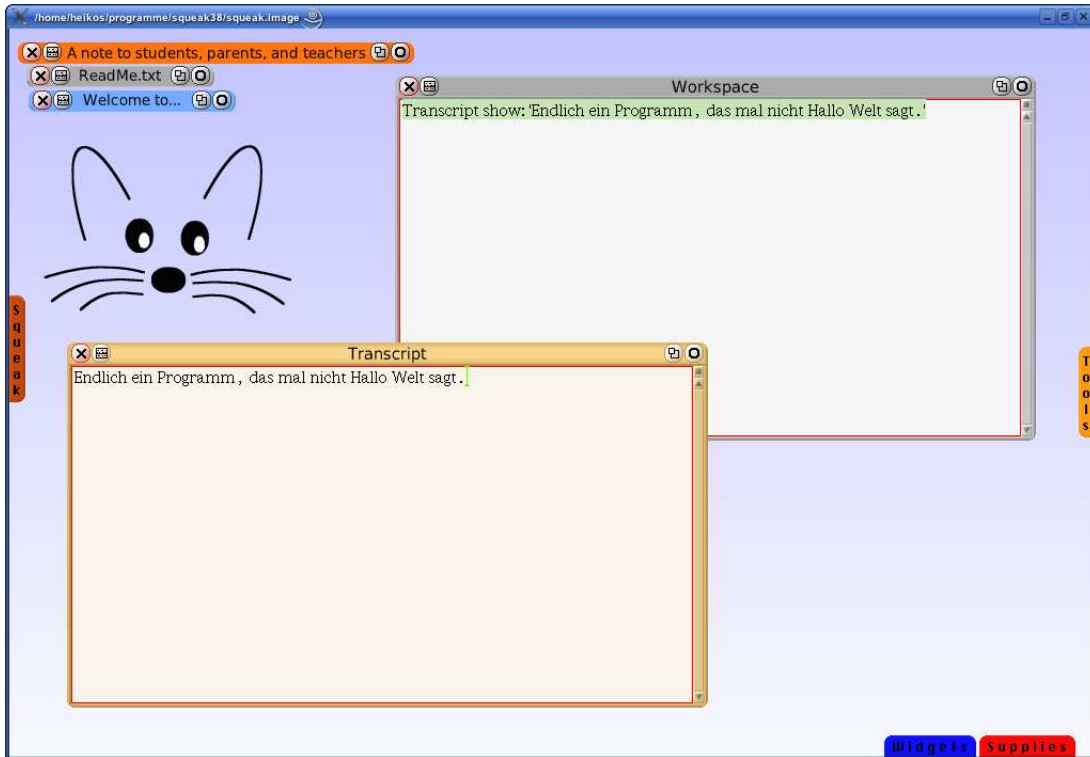 /home/heikos/programme/squeak38/squeak.image
A note to students, parents, and teachers
ReadMe.txt
Welcome to...
Workspace
Transcript show: 'Endlich ein Programm, das mal nicht Hallo Welt sagt.'
Squeak
Transcript
Endlich ein Programm, das mal nicht Hallo Welt sagt.
Tools
Widgets
Supplies